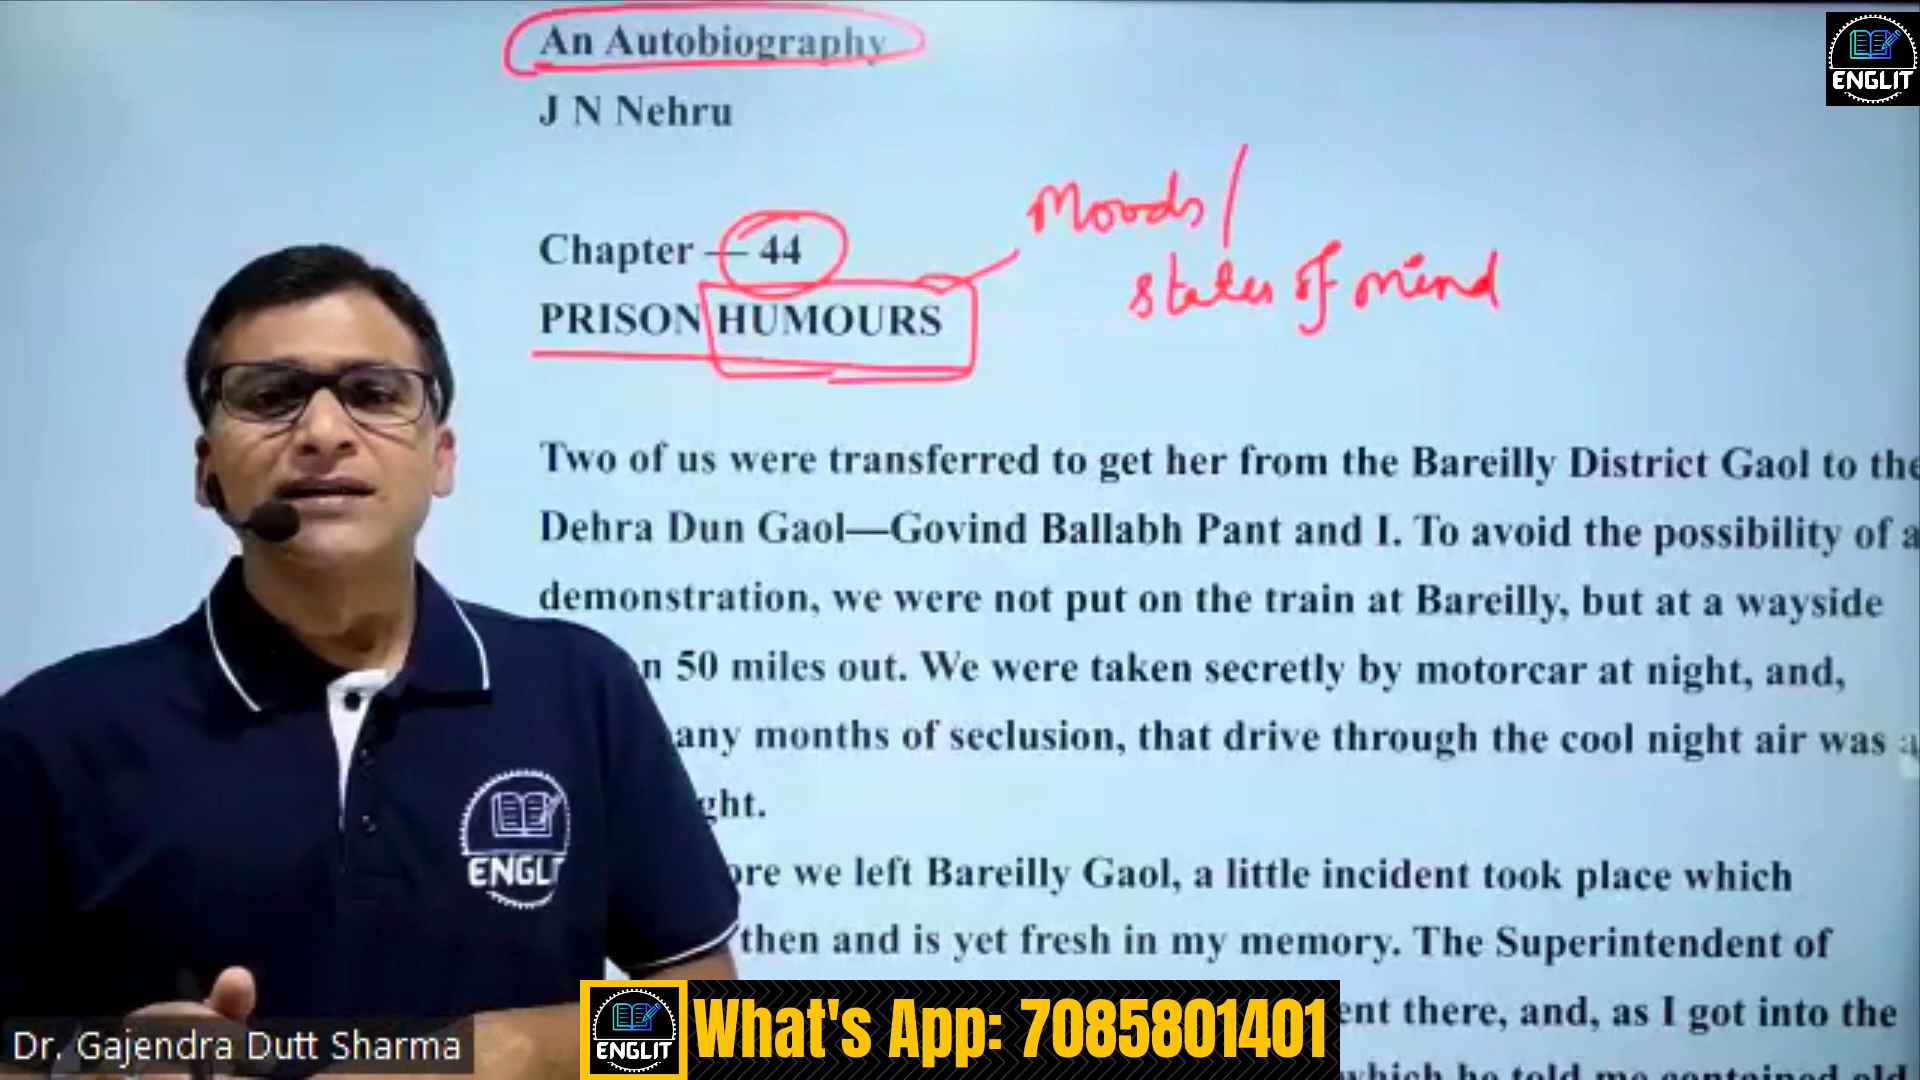 An Autobiography
J N Nehru
ENGLIT
Moods/
states of mind
Chapter — 44
PRISON HUMOURS
Two of us were transferred to get her from the Bareilly District Gaol to the
Dehra Dun Gaol—Govind Ballabh Pant and I. To avoid the possibility of a
demonstration, we were not put on the train at Bareilly, but at a wayside
n 50 miles out. We were taken secretly by motorcar at night, and,
any months of seclusion, that drive through the cool night air was a
ght.
ore we left Bareilly Gaol, a little incident took place which
then and is yet fresh in my memory. The Superintendent of
ent there, and, as I got into the
which he told me contained old
ENGLIT
ENGLIT
What's App: 7085801401
Dr. Gajendra Dutt Sharma